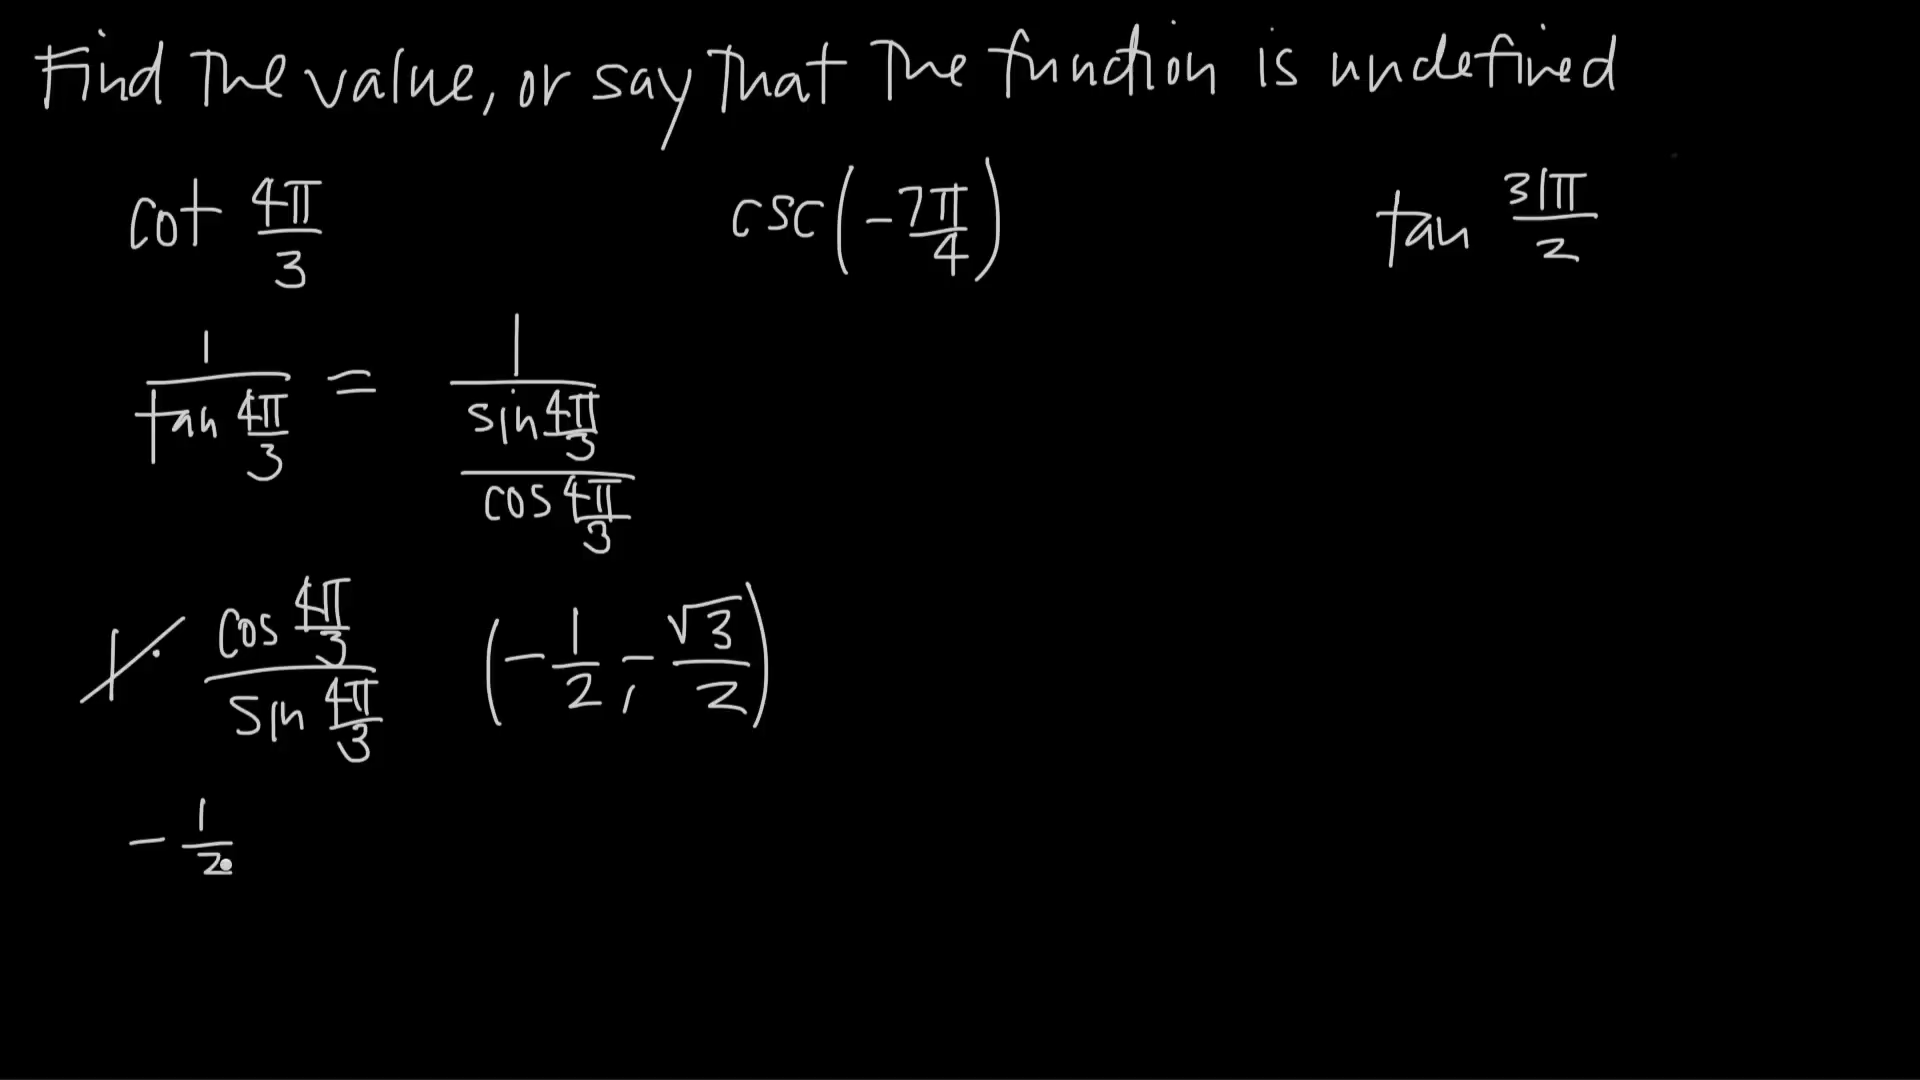 Find the value, or say that the function is undefined
cot 4π/3    csc(-7π/4)    tan 31π/2
1/(tan 4π/3) = 1/((sin 4π/3)/(cos 4π/3))
1· (cos 4π/3)/(sin 4π/3)    (-1/2, -√3/2)
-1/2